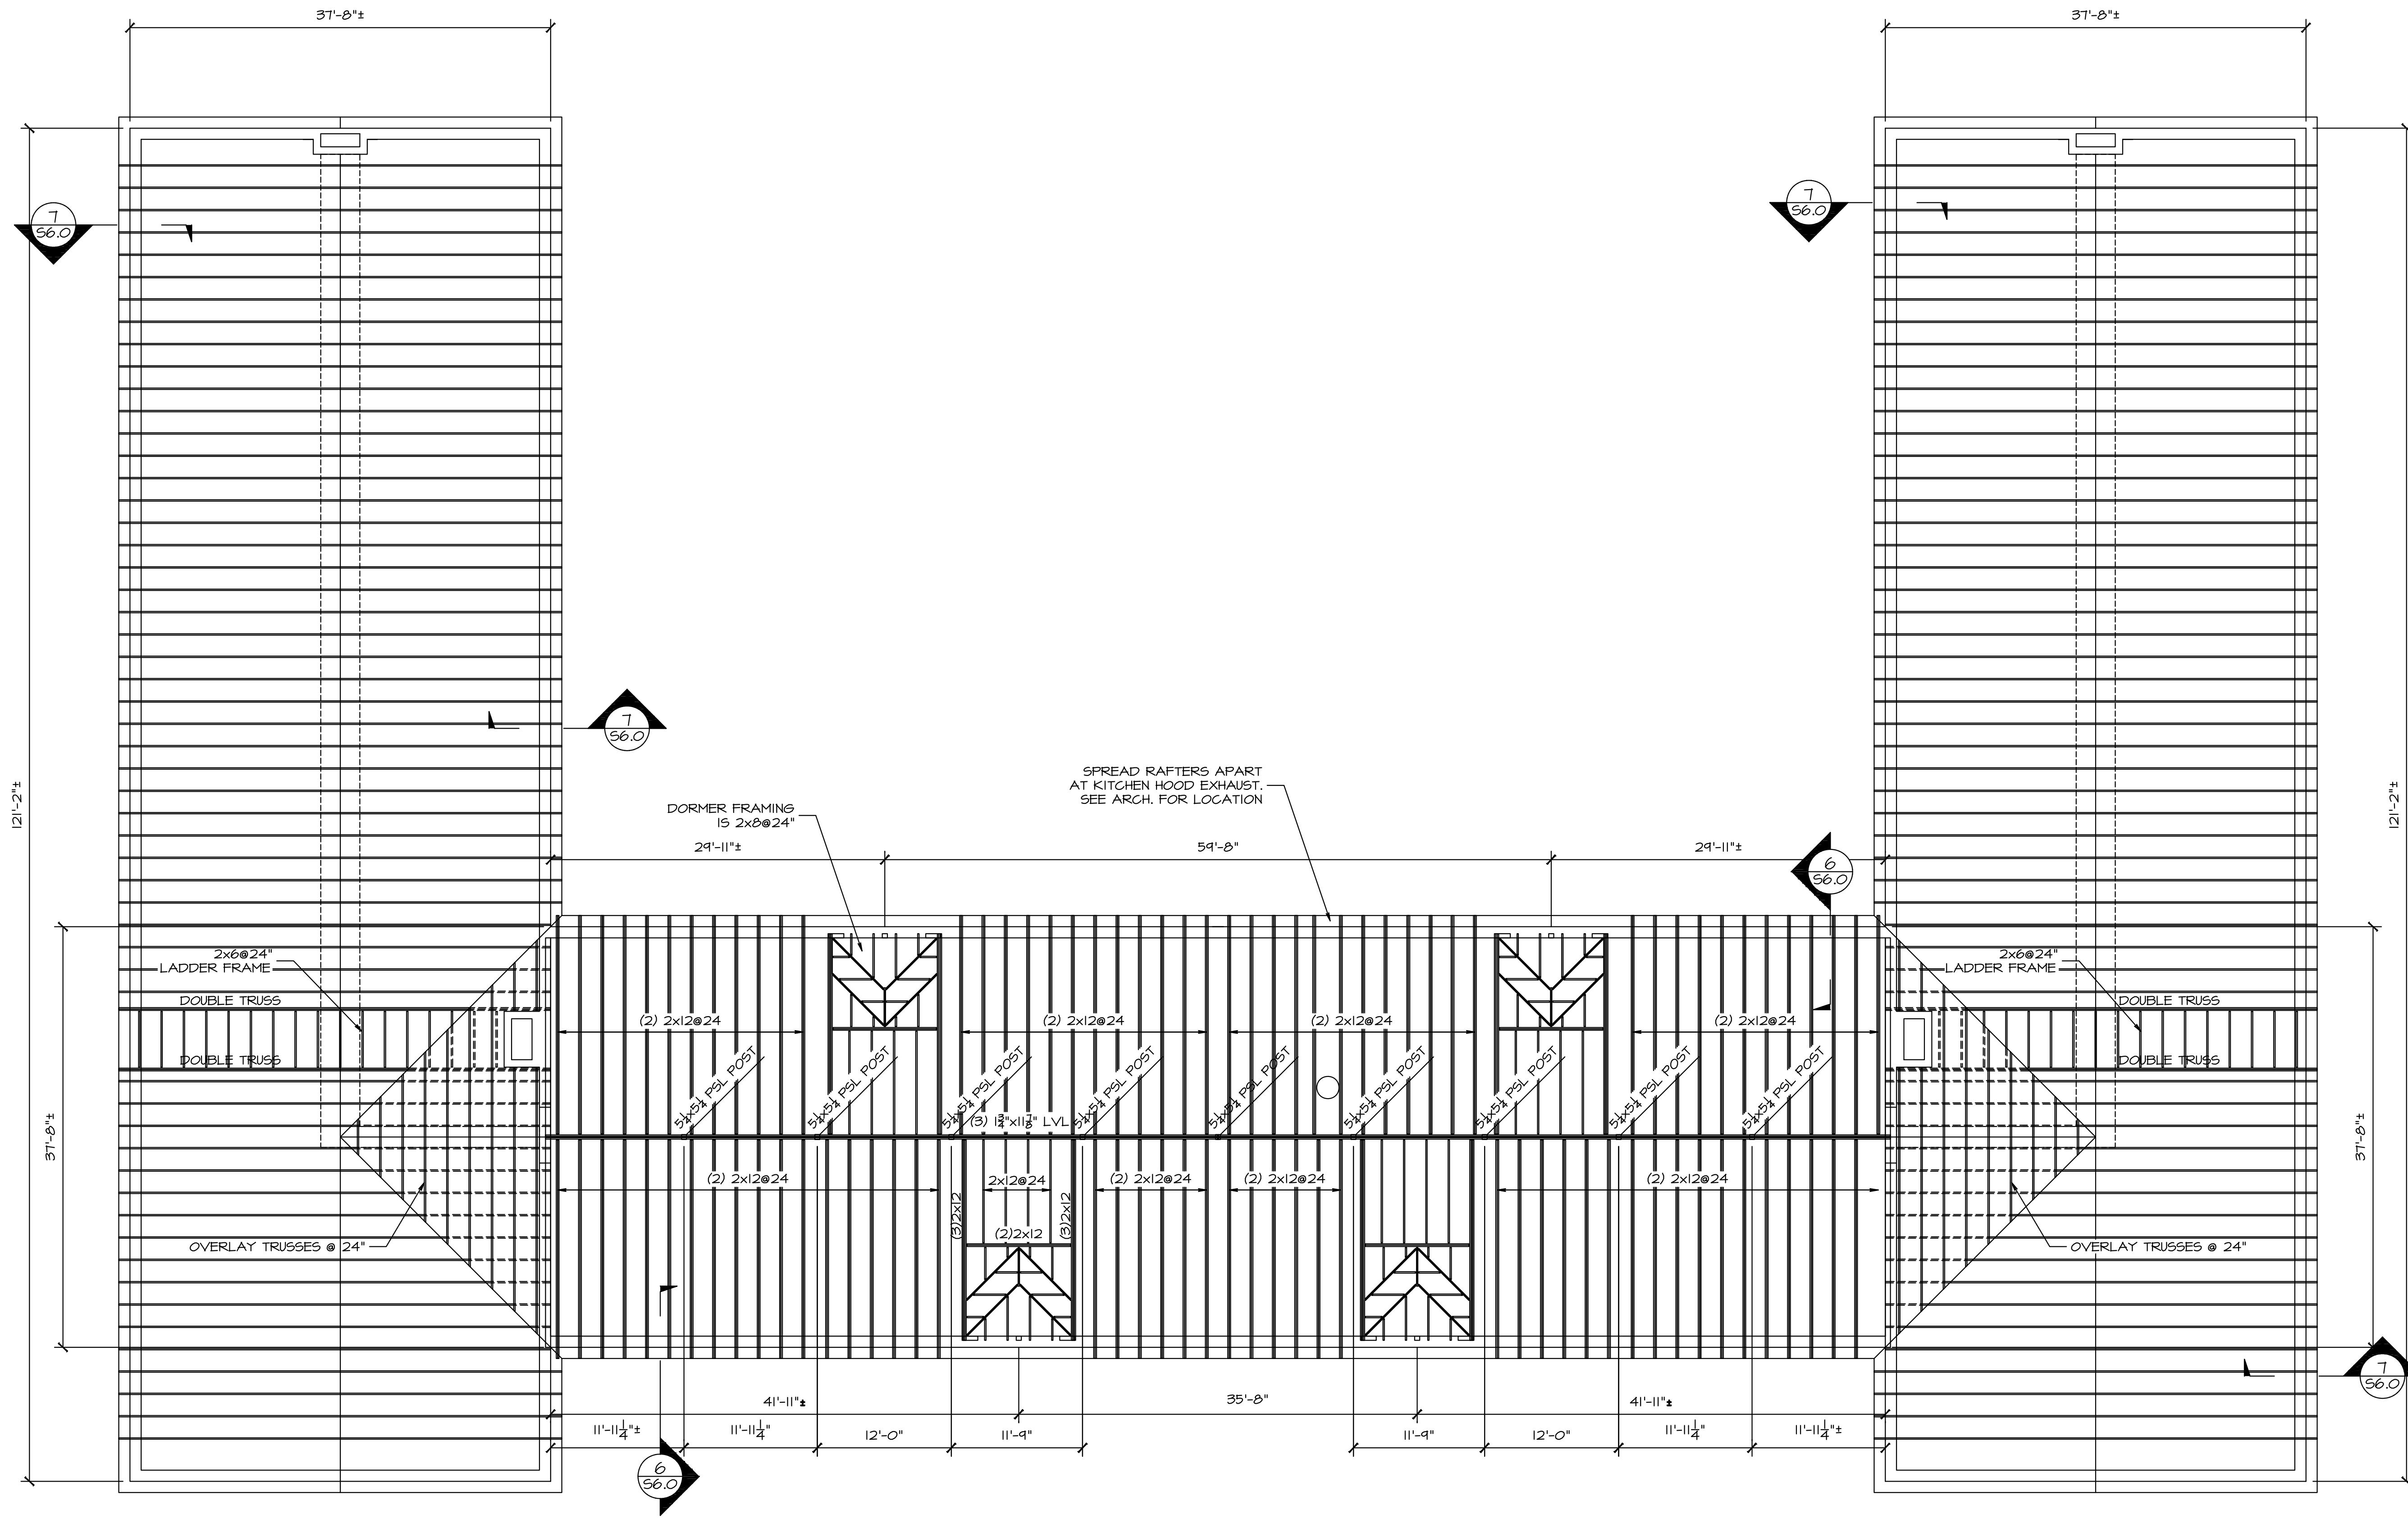 37'-8"±
37'-8"±
7
S6.0
7
S6.0
7
S6.0
121'-2"±
121'-2"±
SPREAD RAFTERS APART
AT KITCHEN HOOD EXHAUST.
SEE ARCH. FOR LOCATION
DORMER FRAMING
IS 2x8@24"
29'-11"±
59'-8"
29'-11"±
6
S6.0
2x6@24"
LADDER FRAME
2x6@24"
LADDER FRAME
DOUBLE TRUSS
DOUBLE TRUSS
(2) 2x12@24
(2) 2x12@24
(2) 2x12@24
(2) 2x12@24
DOUBLE TRUSS
DOUBLE TRUSS
5¼x5¼ PSL POST
5¼x5¼ PSL POST
5¼x5¼ PSL POST
5¼x5¼ PSL POST
5¼x5¼ PSL POST
5¼x5¼ PSL POST
5¼x5¼ PSL POST
5¼x5¼ PSL POST
5¼x5¼ PSL POST
(3) 1¾"x11⅞" LVL
37'-8"±
37'-8"±
(2) 2x12@24
2x12@24
(2) 2x12@24
(2) 2x12@24
(2) 2x12@24
(3)2x12
(3)2x12
(2)2x12
OVERLAY TRUSSES @ 24"
OVERLAY TRUSSES @ 24"
7
S6.0
41'-11"±
35'-8"
41'-11"±
11'-11¼"±
11'-11¼"
12'-0"
11'-9"
11'-9"
12'-0"
11'-11¼"
11'-11¼"±
6
S6.0